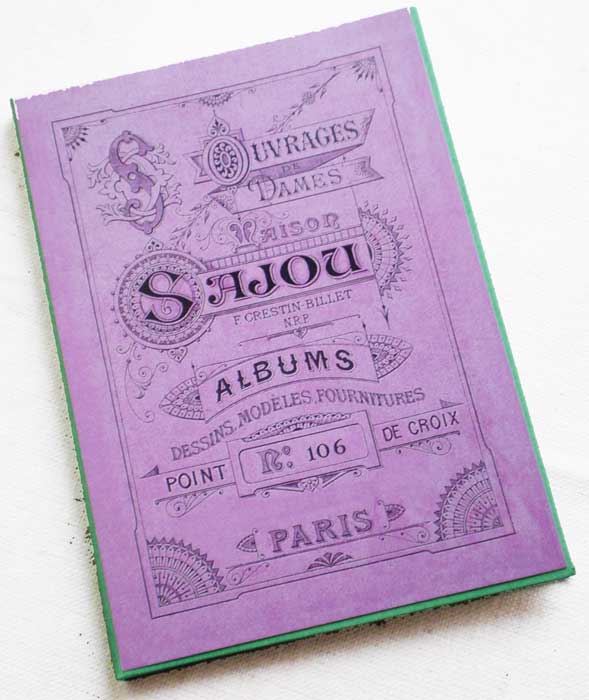 S
OUVRAGES
DE
DAMES
MAISON
SAJOU
F CRESTIN-BILLET
N.R.P.
ALBUMS
DESSINS, MODÈLES, FOURNITURES
POINT DE CROIX
No: 106
PARIS